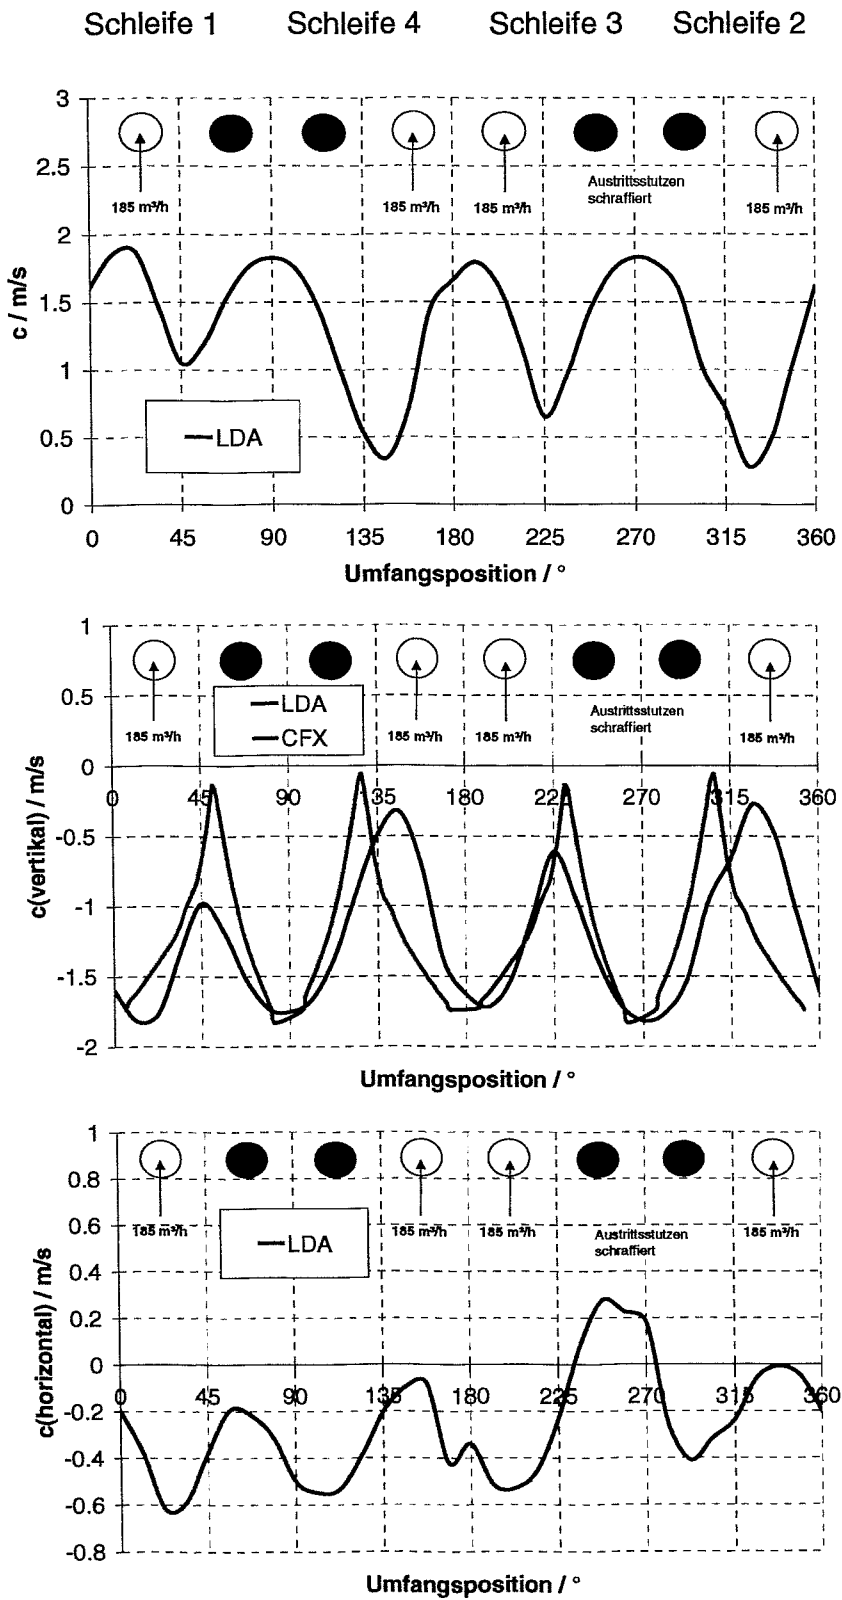 Schleife 1 Schleife 4 Schleife 3 Schleife 2
3
2.5
2
1.5
1
0.5
0
c / m/s
185 m³/h 185 m³/h 185 m³/h 185 m³/h
Austrittsstutzen
schraffiert
LDA
0 45 90 135 180 225 270 315 360
Umfangsposition / °
1
0.5
0
-0.5
-1
-1.5
-2
c(vertikal) / m/s
185 m³/h 185 m³/h 185 m³/h 185 m³/h
Austrittsstutzen
schraffiert
LDA
CFX
0 45 90 135 180 225 270 315 360
Umfangsposition / °
1
0.8
0.6
0.4
0.2
0
-0.2
-0.4
-0.6
-0.8
c(horizontal) / m/s
185 m³/h 185 m³/h 185 m³/h 185 m³/h
Austrittsstutzen
schraffiert
LDA
0 45 90 135 180 225 270 315 360
Umfangsposition / °